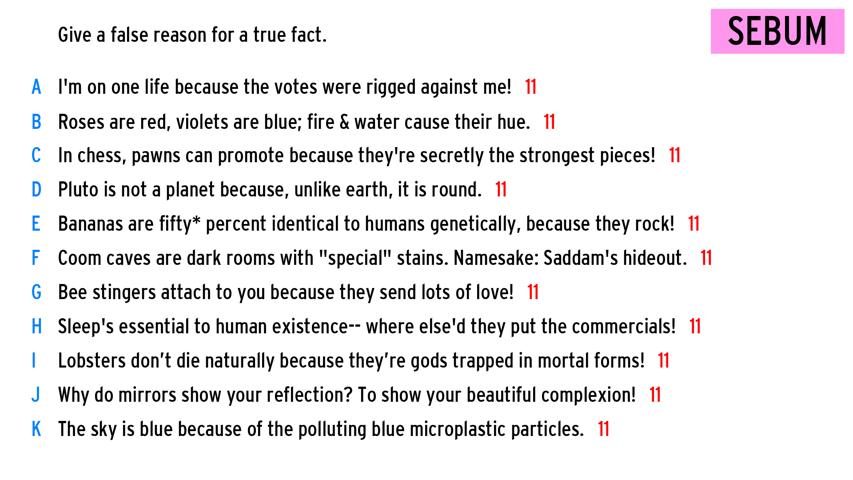 Give a false reason for a true fact.
SEBUM
A I'm on one life because the votes were rigged against me! 11
B Roses are red, violets are blue; fire & water cause their hue. 11
C In chess, pawns can promote because they're secretly the strongest pieces! 11
D Pluto is not a planet because, unlike earth, it is round. 11
E Bananas are fifty* percent identical to humans genetically, because they rock! 11
F Coom caves are dark rooms with "special" stains. Namesake: Saddam's hideout. 11
G Bee stingers attach to you because they send lots of love! 11
H Sleep's essential to human existence-- where else'd they put the commercials! 11
I Lobsters don’t die naturally because they’re gods trapped in mortal forms! 11
J Why do mirrors show your reflection? To show your beautiful complexion! 11
K The sky is blue because of the polluting blue microplastic particles. 11